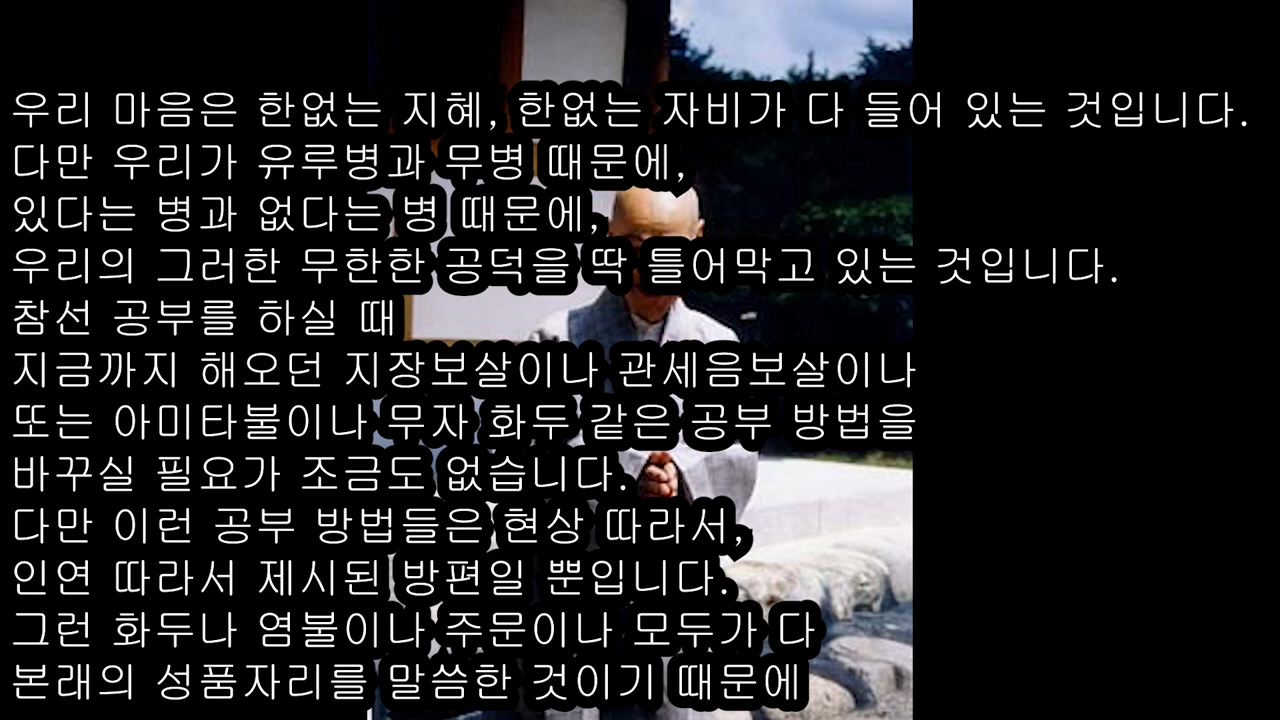 우리 마음은 한없는 지혜, 한없는 자비가 다 들어 있는 것입니다.
다만 우리가 유루병과 무병 때문에,
있다는 병과 없다는 병 때문에,
우리의 그러한 무한한 공덕을 딱 틀어막고 있는 것입니다.
참선 공부를 하실 때
지금까지 해오던 지장보살이나 관세음보살이나
또는 아미타불이나 무자 화두 같은 공부 방법을
바꾸실 필요가 조금도 없습니다.
다만 이런 공부 방법들은 현상 따라서,
인연 따라서 제시된 방편일 뿐입니다.
그런 화두나 염불이나 주문이나 모두가 다
본래의 성품자리를 말씀한 것이기 때문에